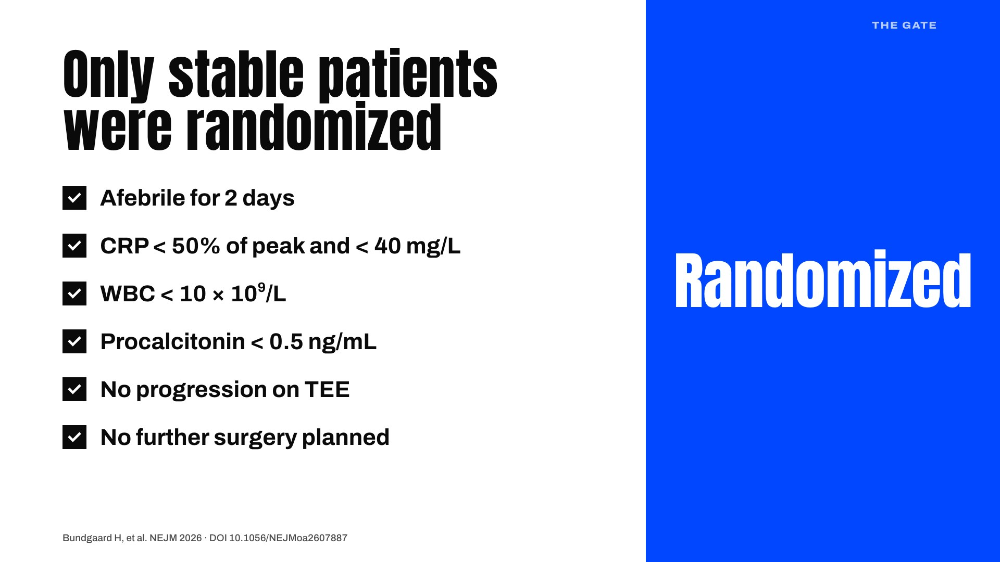 THE GATE
Only stable patients
were randomized
Afebrile for 2 days
CRP < 50% of peak and < 40 mg/L
WBC < 10 × 10⁹/L
Procalcitonin < 0.5 ng/mL
No progression on TEE
No further surgery planned
Randomized
Bundgaard H, et al. NEJM 2026 · DOI 10.1056/NEJMoa2607887